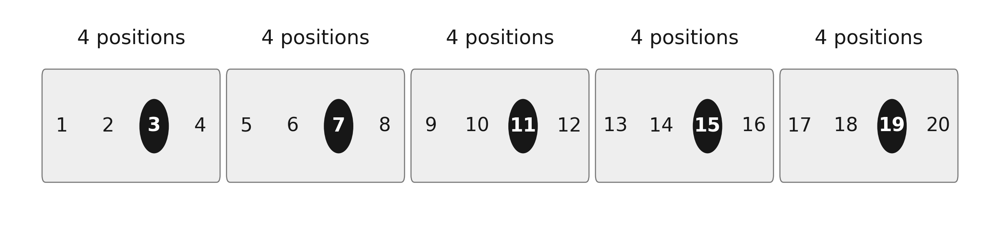 4 positions 4 positions 4 positions 4 positions 4 positions
1 2 3 4 5 6 7 8 9 10 11 12 13 14 15 16 17 18 19 20